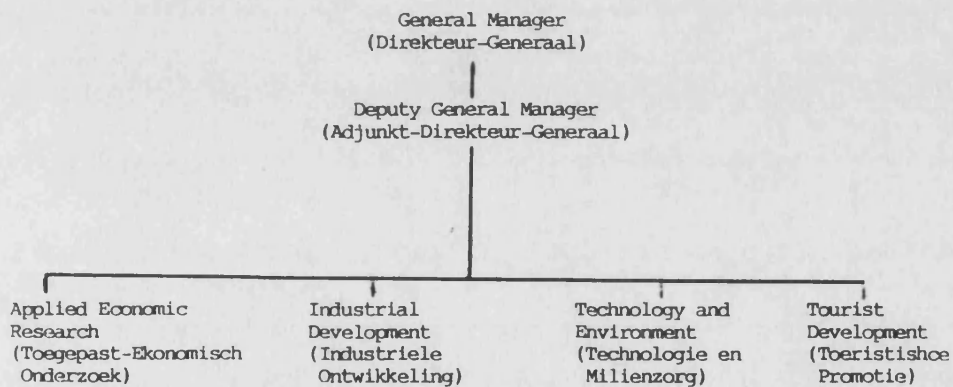 General Manager
(Direkteur-Generaal)
Deputy General Manager
(Adjunkt-Direkteur-Generaal)
Applied Economic
Research
(Toegepast-Ekonomisch
Onderzoek)
Industrial
Development
(Industriele
Ontwikkeling)
Technology and
Environment
(Technologie en
Milienzorg)
Tourist
Development
(Toeristishce
Promotie)